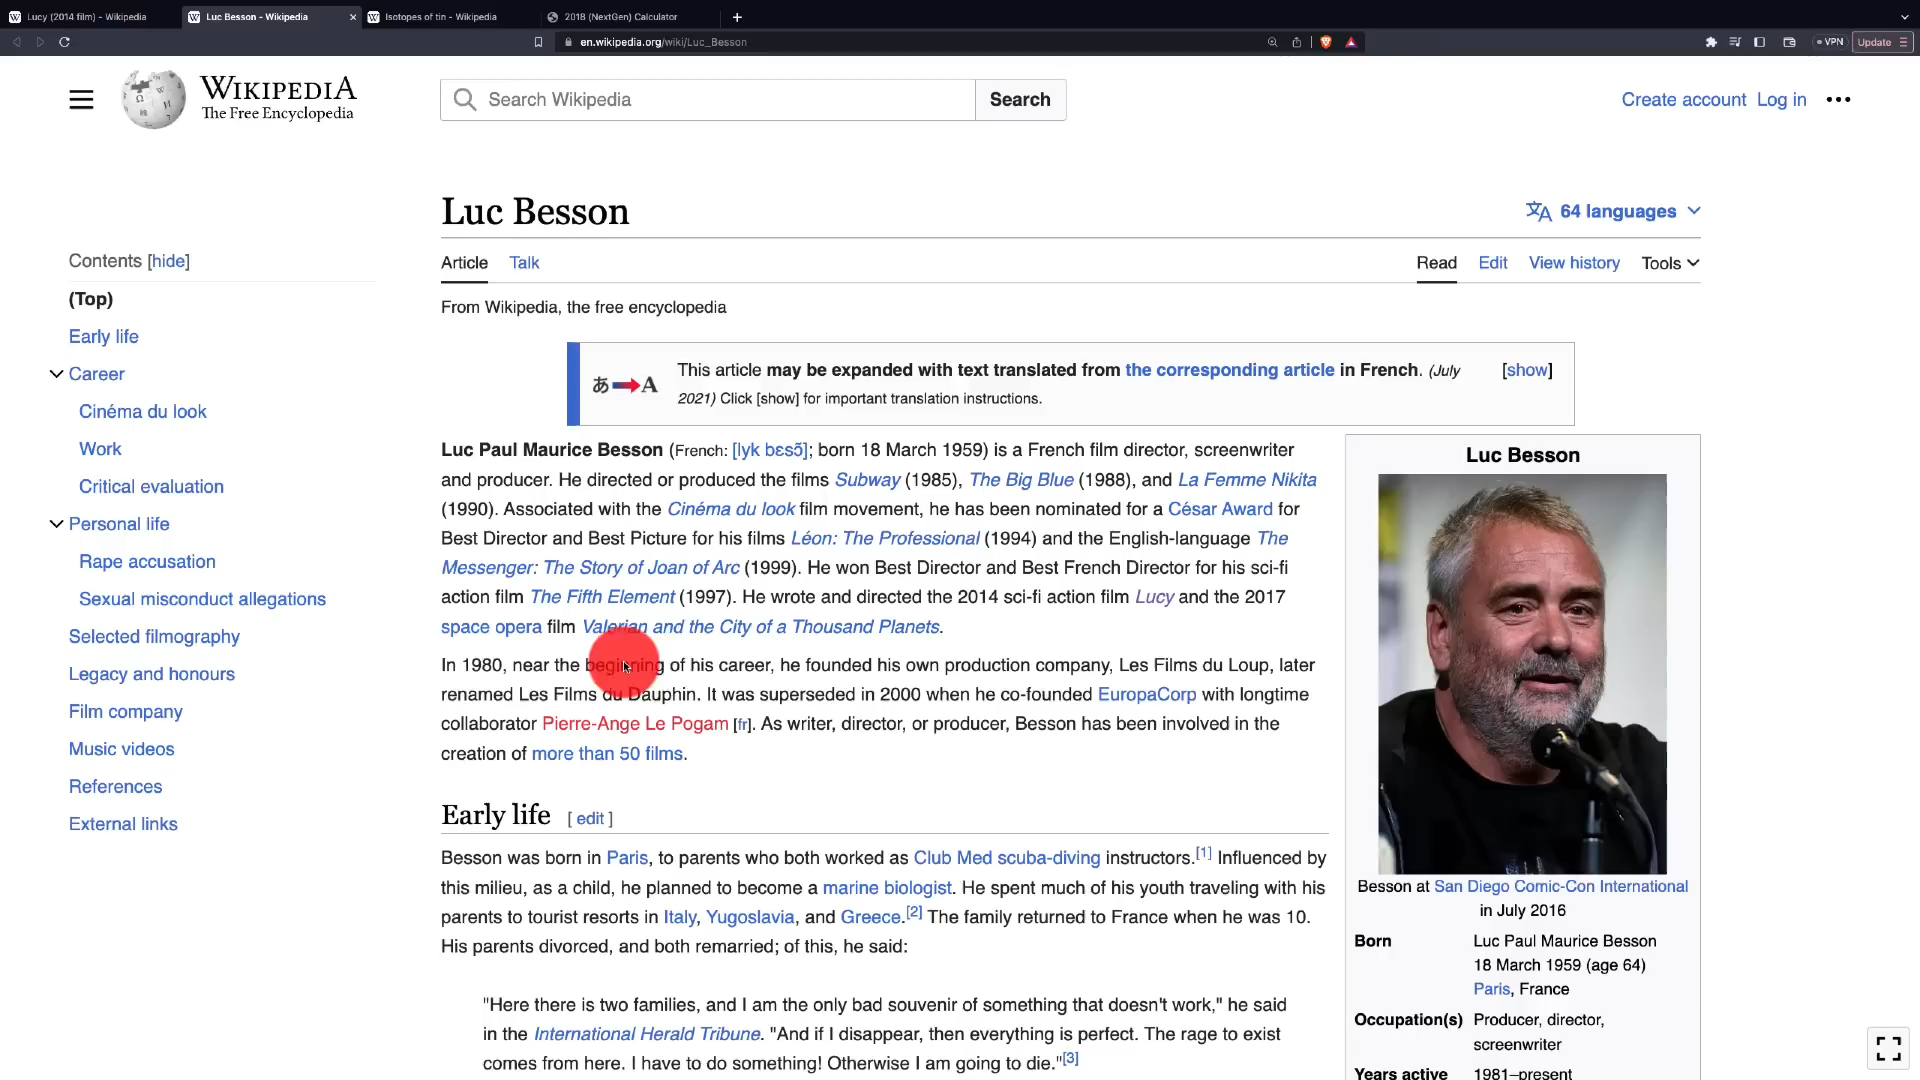 Lucy (2014 film) - Wikipedia
Luc Besson - Wikipedia
Isotopes of tin - Wikipedia
2018 (NextGen) Calculator
en.wikipedia.org/wiki/Luc_Besson
VPN
Update
WIKIPEDIA
The Free Encyclopedia
Search Wikipedia
Search
Create account
Log in
Luc Besson
64 languages
Contents [hide]
(Top)
Early life
Career
Cinéma du look
Work
Critical evaluation
Personal life
Rape accusation
Sexual misconduct allegations
Selected filmography
Legacy and honours
Film company
Music videos
References
External links
Article
Talk
Read
Edit
View history
Tools
From Wikipedia, the free encyclopedia
あ A
This article may be expanded with text translated from the corresponding article in French. (July
2021) Click [show] for important translation instructions.
[show]
Luc Paul Maurice Besson (French: [lyk bɛsɔ̃]; born 18 March 1959) is a French film director, screenwriter
and producer. He directed or produced the films Subway (1985), The Big Blue (1988), and La Femme Nikita
(1990). Associated with the Cinéma du look film movement, he has been nominated for a César Award for
Best Director and Best Picture for his films Léon: The Professional (1994) and the English-language The
Messenger: The Story of Joan of Arc (1999). He won Best Director and Best French Director for his sci-fi
action film The Fifth Element (1997). He wrote and directed the 2014 sci-fi action film Lucy and the 2017
space opera film Valerian and the City of a Thousand Planets.
In 1980, near the beginning of his career, he founded his own production company, Les Films du Loup, later
renamed Les Films du Dauphin. It was superseded in 2000 when he co-founded EuropaCorp with longtime
collaborator Pierre-Ange Le Pogam [fr]. As writer, director, or producer, Besson has been involved in the
creation of more than 50 films.
Early life [ edit ]
Besson was born in Paris, to parents who both worked as Club Med scuba-diving instructors.[1] Influenced by
this milieu, as a child, he planned to become a marine biologist. He spent much of his youth traveling with his
parents to tourist resorts in Italy, Yugoslavia, and Greece.[2] The family returned to France when he was 10.
His parents divorced, and both remarried; of this, he said:
"Here there is two families, and I am the only bad souvenir of something that doesn't work," he said
in the International Herald Tribune. "And if I disappear, then everything is perfect. The rage to exist
comes from here. I have to do something! Otherwise I am going to die."[3]
Luc Besson
Besson at San Diego Comic-Con International
in July 2016
Born Luc Paul Maurice Besson
18 March 1959 (age 64)
Paris, France
Occupation(s) Producer, director,
screenwriter
Years active 1981–present